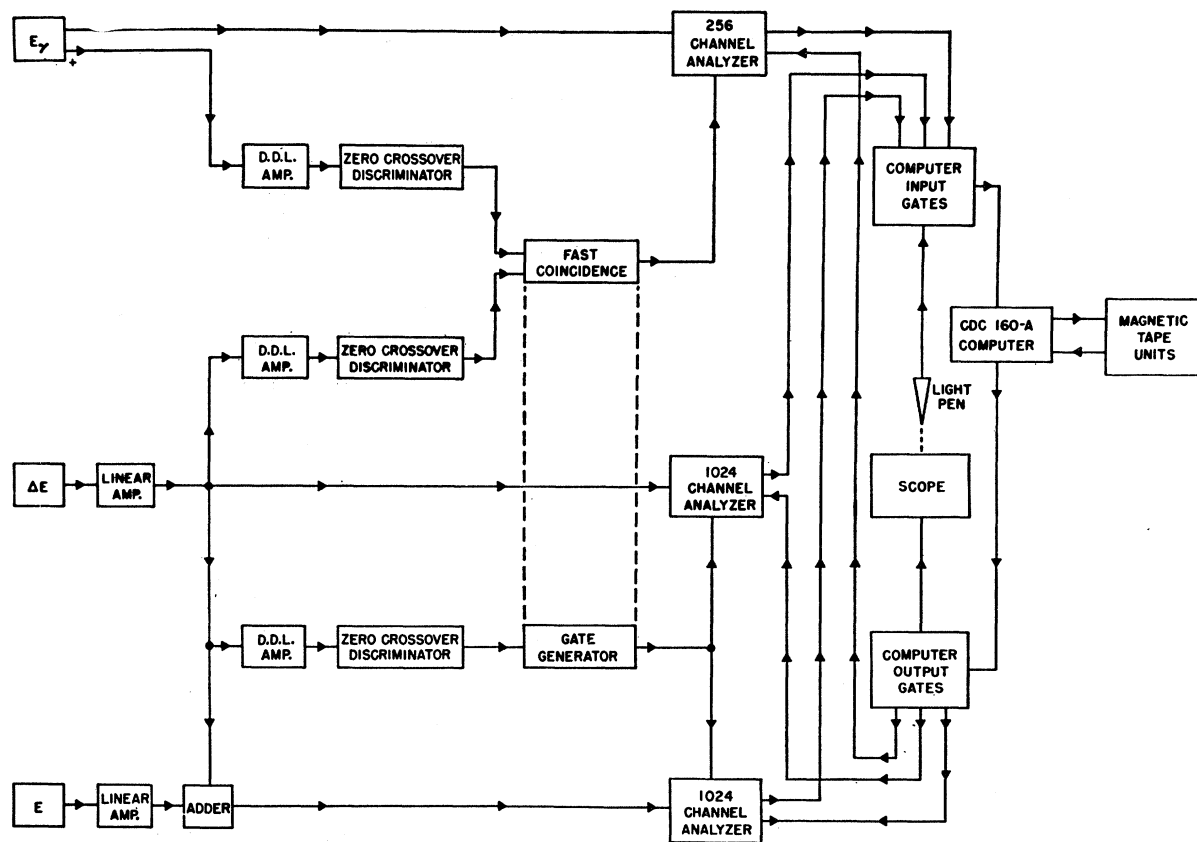 Eγ
+
256
CHANNEL
ANALYZER
D.D.L.
AMP.
ZERO CROSSOVER
DISCRIMINATOR
COMPUTER
INPUT
GATES
FAST
COINCIDENCE
D.D.L.
AMP.
ZERO CROSSOVER
DISCRIMINATOR
CDC 160-A
COMPUTER
MAGNETIC
TAPE
UNITS
LIGHT
PEN
ΔE
LINEAR
AMP.
1024
CHANNEL
ANALYZER
SCOPE
D.D.L.
AMP.
ZERO CROSSOVER
DISCRIMINATOR
GATE
GENERATOR
COMPUTER
OUTPUT
GATES
E
LINEAR
AMP.
ADDER
1024
CHANNEL
ANALYZER